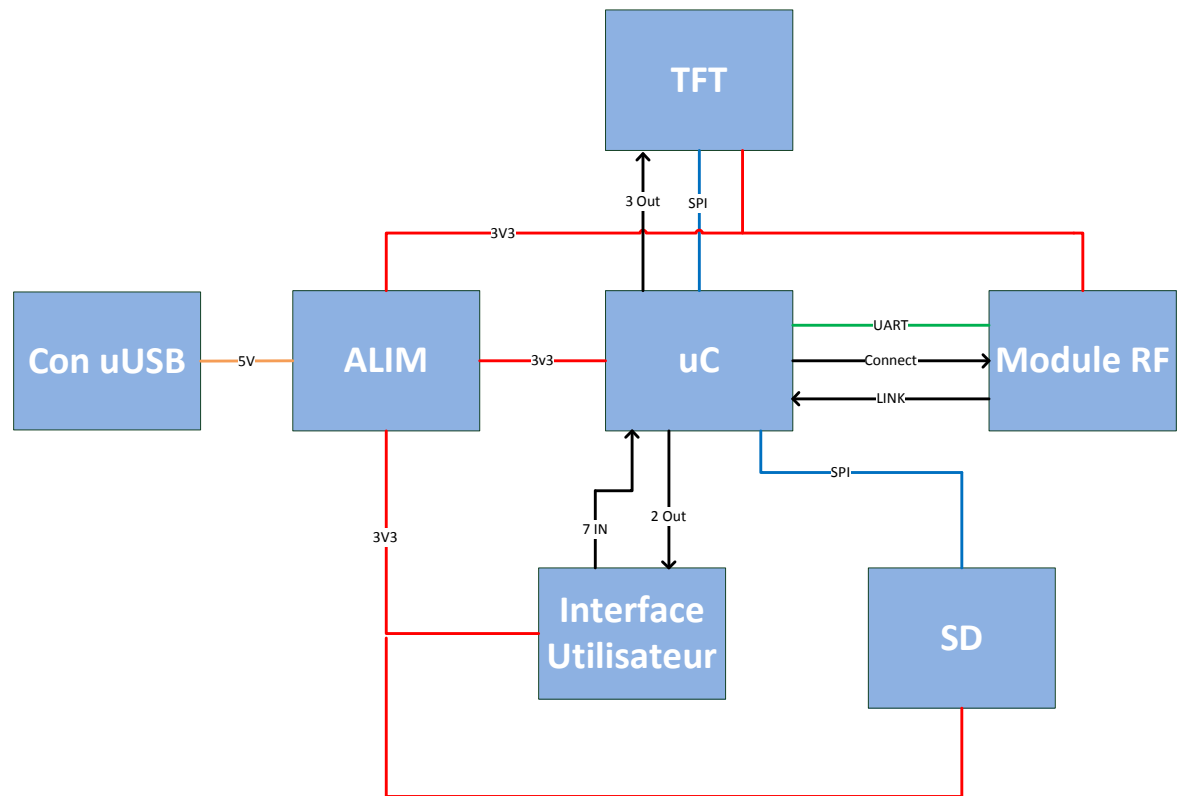 TFT
3 Out
SPI
3V3
Con uUSB
5V
ALIM
3v3
uC
UART
Connect
LINK
Module RF
SPI
3V3
7 IN
2 Out
Interface
Utilisateur
SD